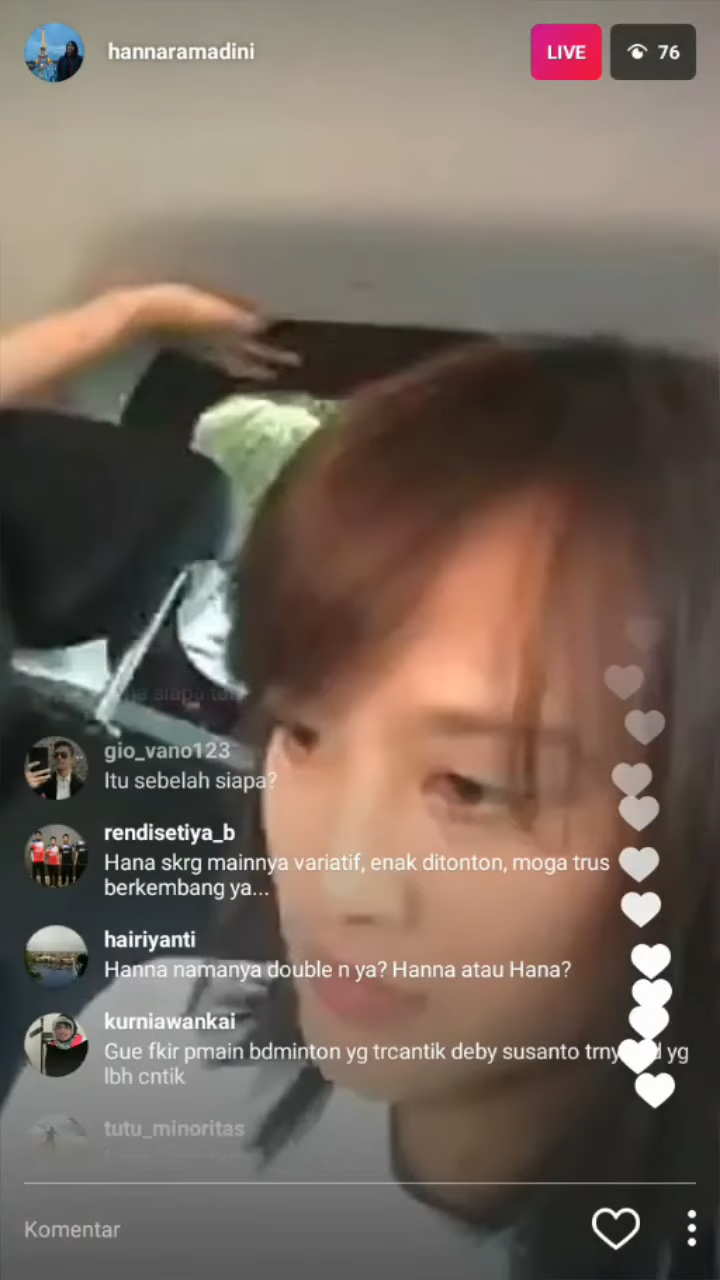 hannaramadini
LIVE
76
gio_vano123
Itu sebelah siapa?
rendisetiya_b
Hana skrg mainnya variatif, enak ditonton, moga trus
berkembang ya...
hairiyanti
Hanna namanya double n ya? Hanna atau Hana?
kurniawankai
Gue fkir pmain bdminton yg trcantik deby susanto yg
lbh cntik
tutu_minoritas
Komentar